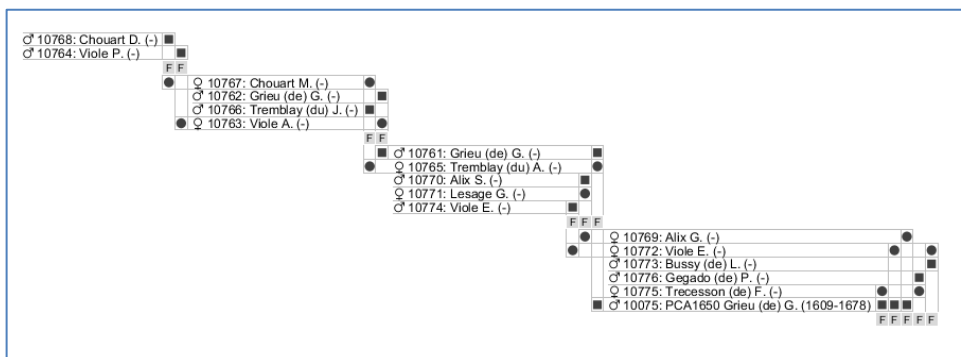 ♂ 10768: Chouart D. (-)
♂ 10764: Viole P. (-)
F F
♀ 10767: Chouart M. (-)
♂ 10762: Grieu (de) G. (-)
♂ 10766: Tremblay (du) J. (-)
♀ 10763: Viole A. (-)
F F
♂ 10761: Grieu (de) G. (-)
♀ 10765: Tremblay (du) A. (-)
♂ 10770: Alix S. (-)
♀ 10771: Lesage G. (-)
♂ 10774: Viole E. (-)
F F F
♀ 10769: Alix G. (-)
♀ 10772: Viole E. (-)
♂ 10773: Bussy (de) L. (-)
♂ 10776: Gegado (de) P. (-)
♀ 10775: Trecesson (de) F. (-)
♂ 10075: PCA1650 Grieu (de) G. (1609-1678)
F F F F F